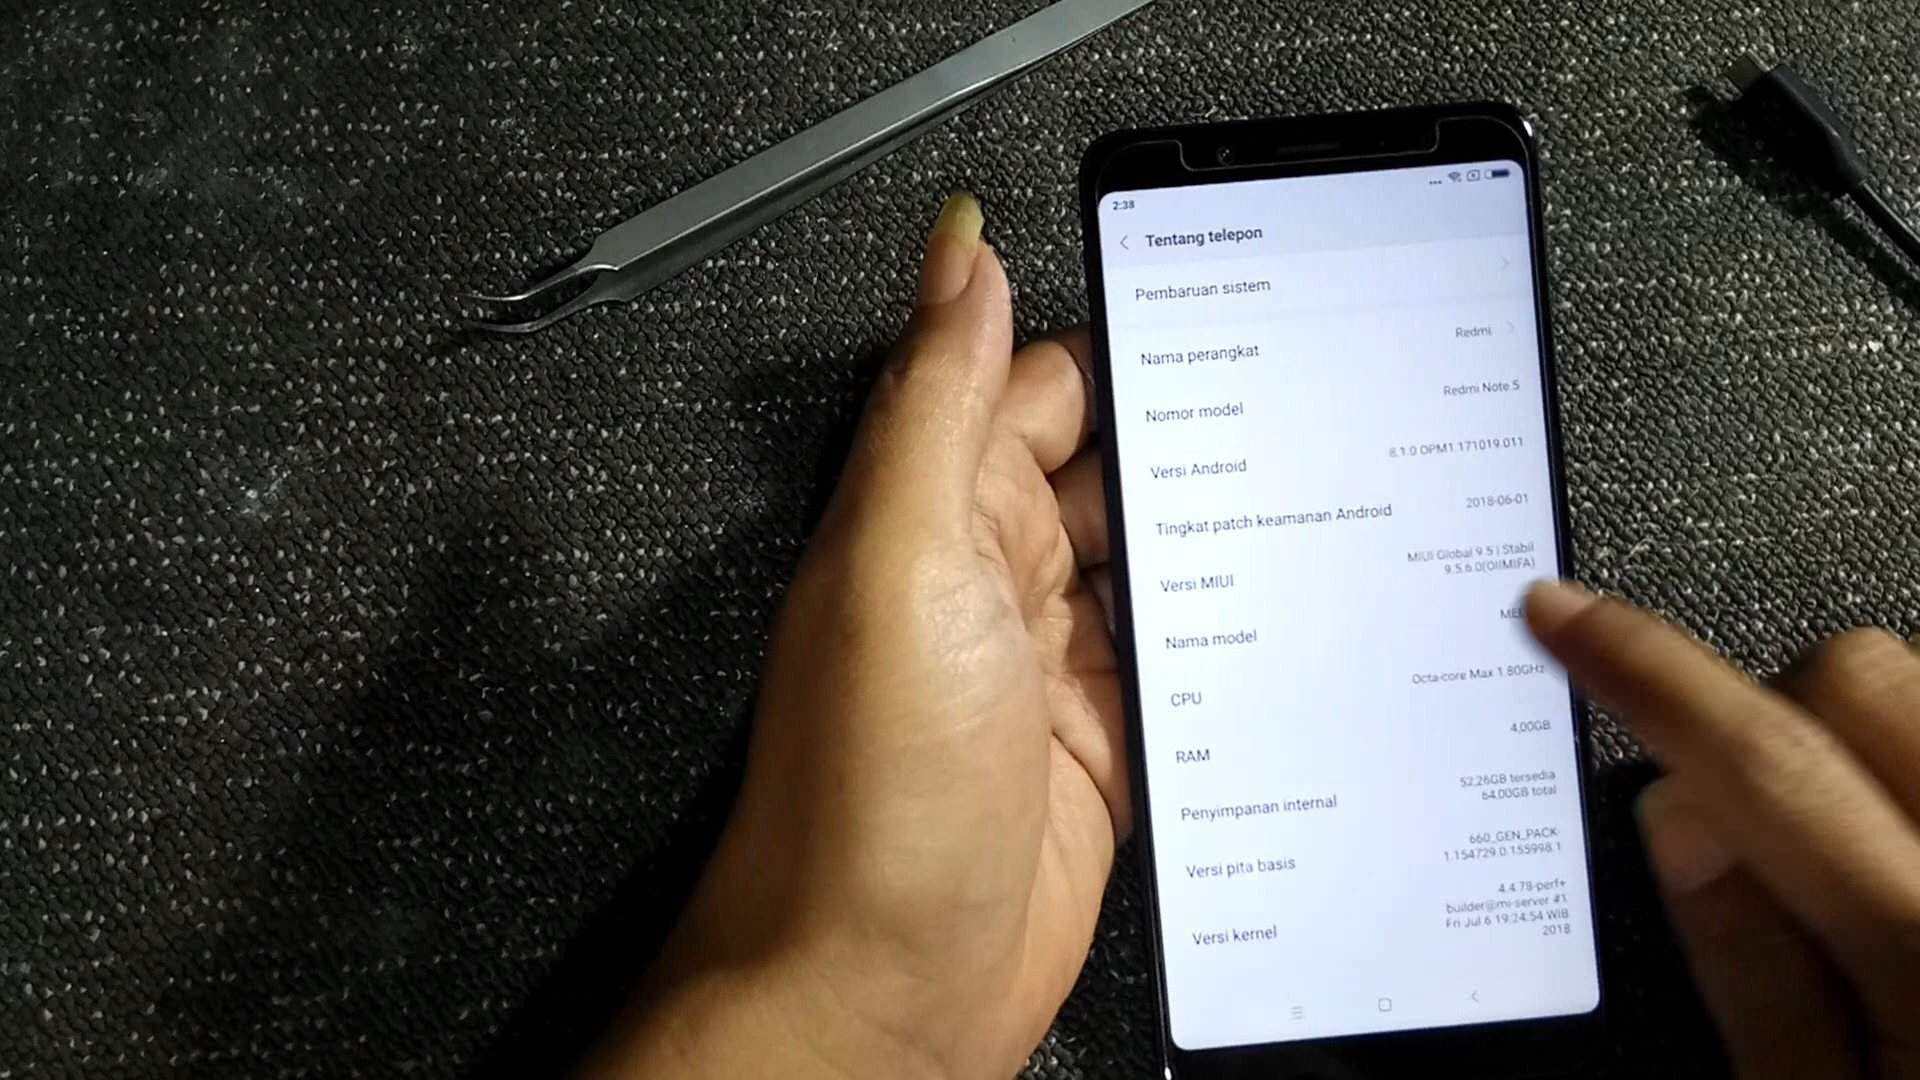 2:38
Tentang telepon
Pembaruan sistem
Nama perangkat
Redmi
Nomor model
Redmi Note 5
Versi Android
8.1.0 OPM1.171019.011
Tingkat patch keamanan Android
2018-06-01
Versi MIUI
MIUI Global 9.5 | Stabil
9.5.6.0(OIIMIFA)
Nama model
CPU
Octa-core Max 1.80GHz
RAM
4,00GB
Penyimpanan internal
52,26GB tersedia
64,00GB total
Versi pita basis
660_GEN_PACK-
1.154729.0.155998.1
Versi kernel
4.4.78-perf+
builder@mi-server #1
Fri Jul 6 19:24:54 WIB
2018